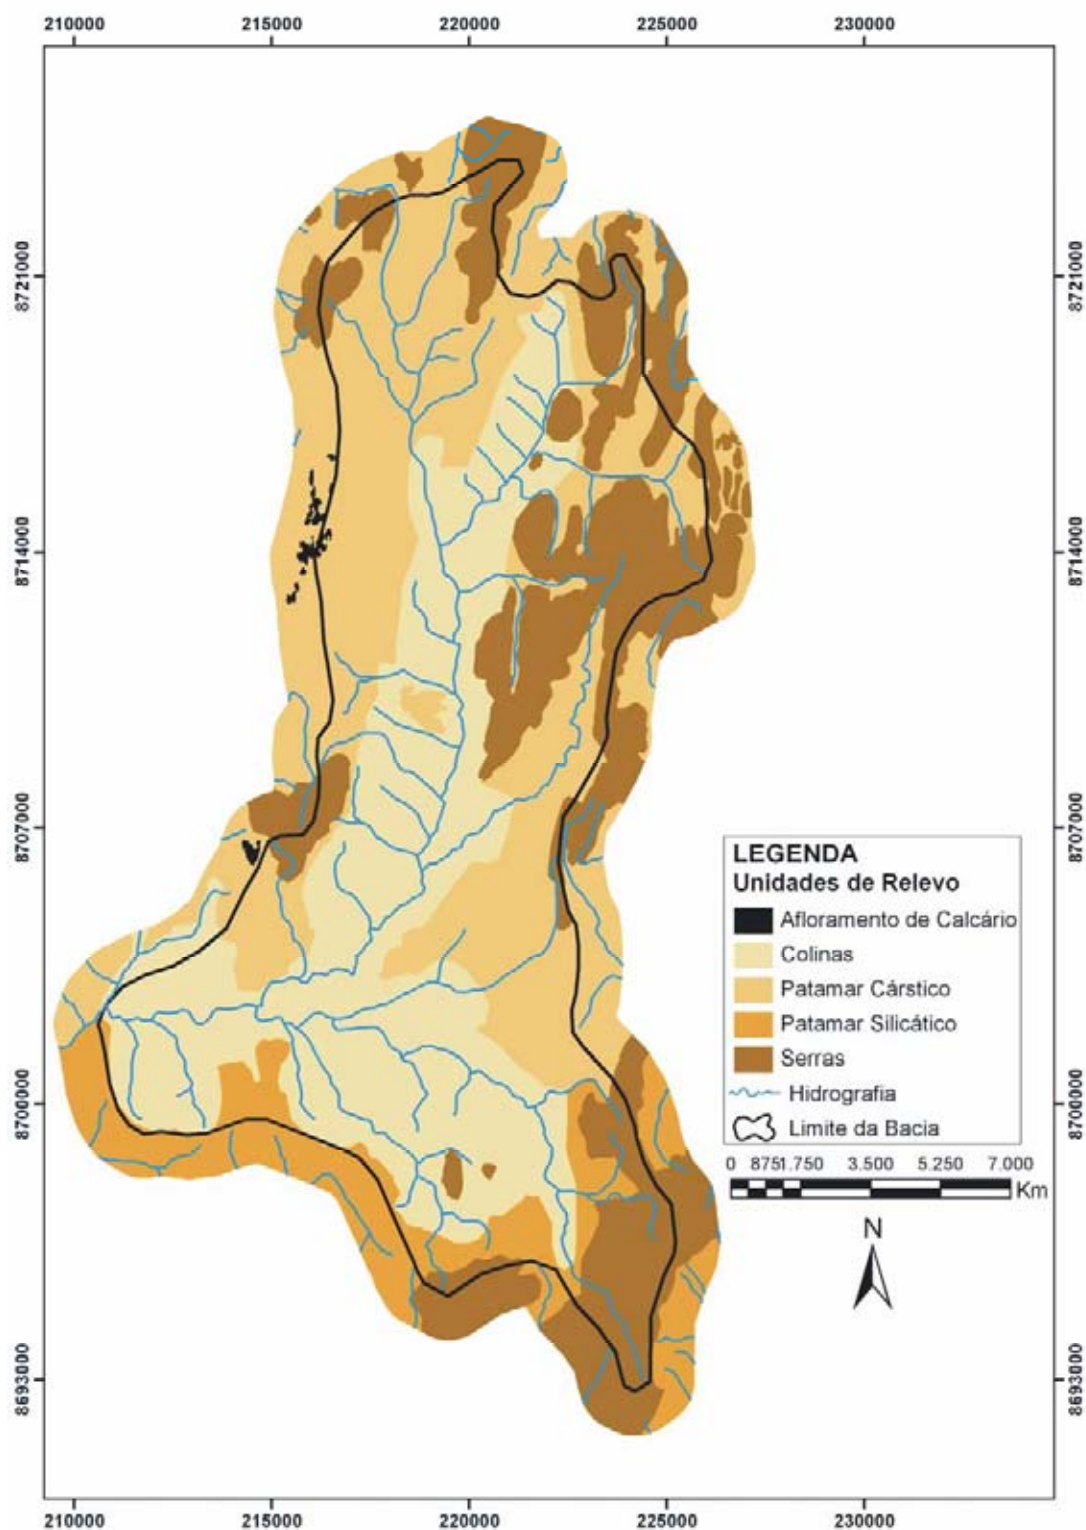 210000 215000 220000 225000 230000
8721000 8721000
8714000 8714000
8707000 8707000
LEGENDA
Unidades de Relevo
Afloramento de Calcário
Colinas
Patamar Cárstico
Patamar Silicático
Serras
Hidrografia
Limite da Bacia
8700000 8700000
0 8751.750 3.500 5.250 7.000
Km
N
8693000 8693000
210000 215000 220000 225000 230000